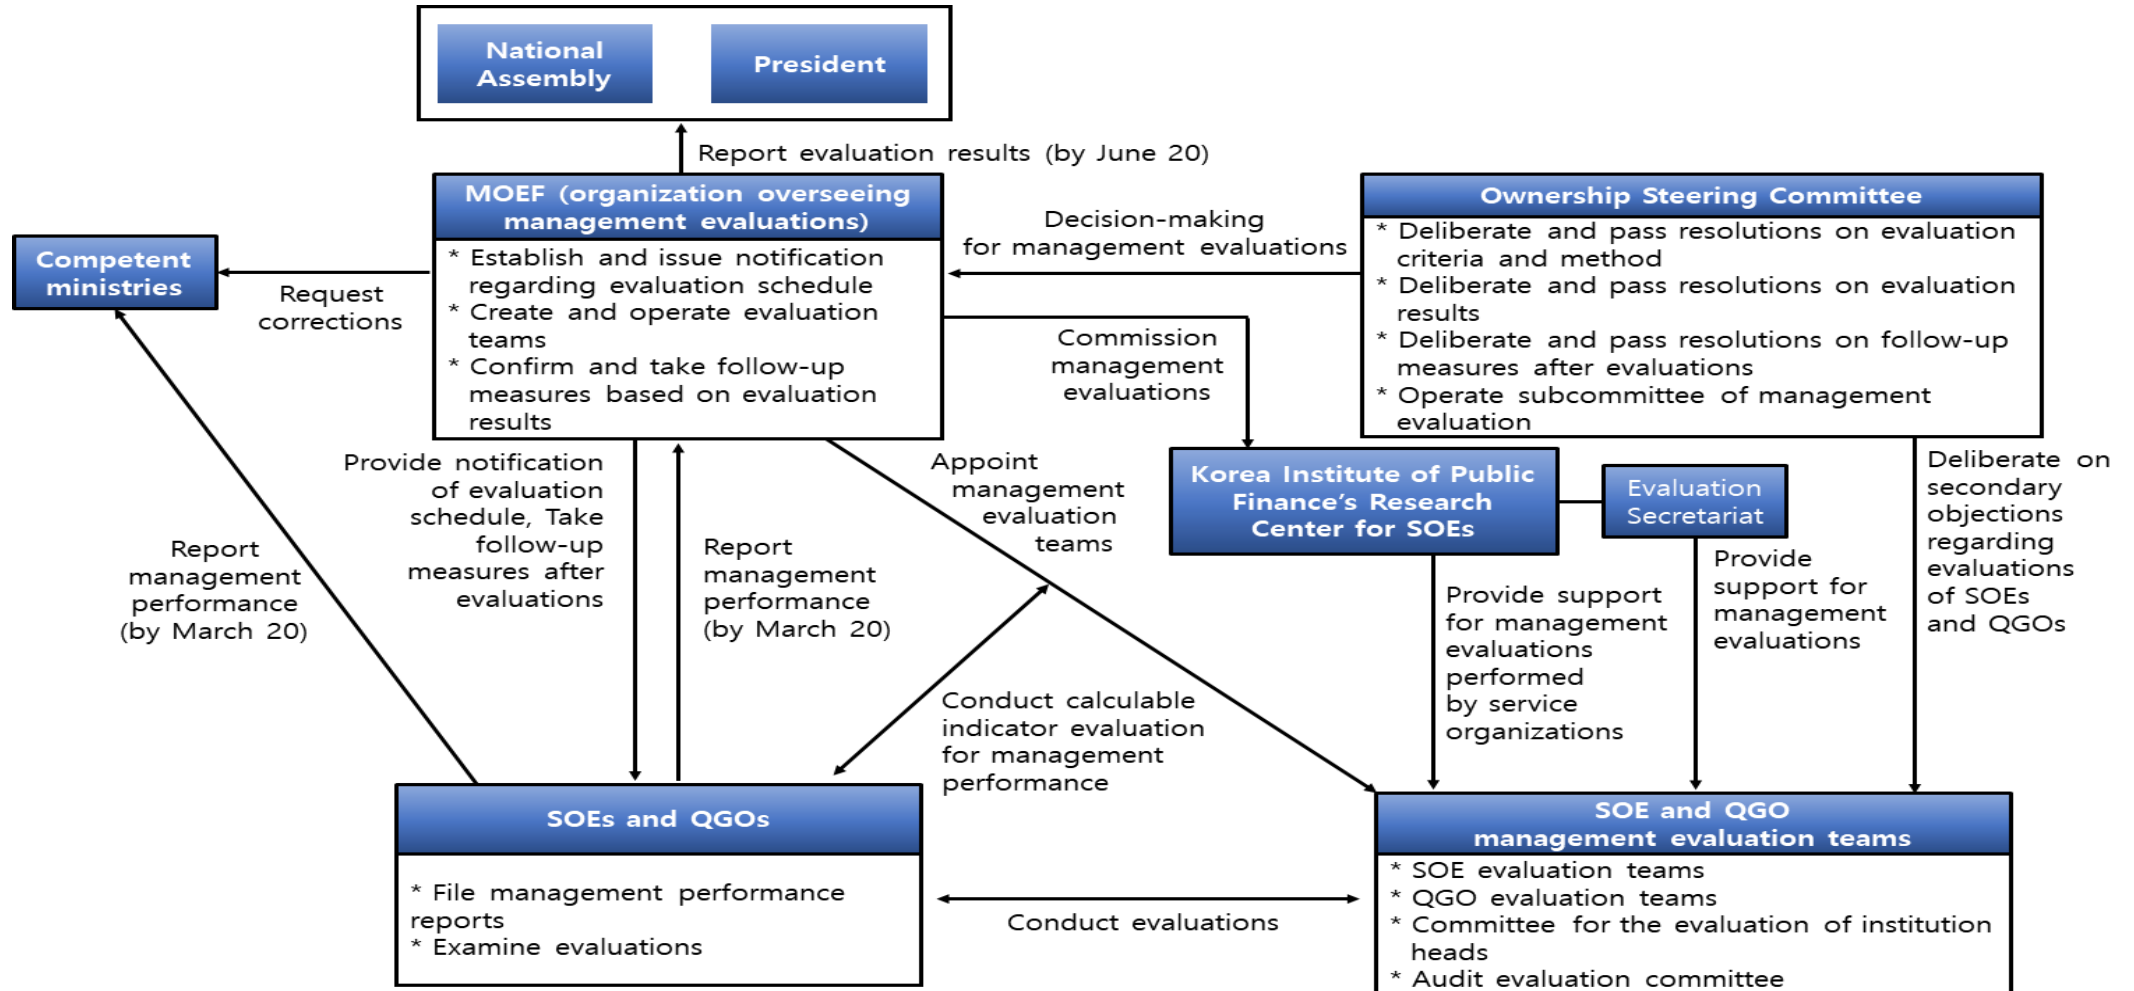 National
Assembly
President
Report evaluation results (by June 20)
MOEF (organization overseeing
management evaluations)
* Establish and issue notification
regarding evaluation schedule
* Create and operate evaluation
teams
* Confirm and take follow-up
measures based on evaluation
results
Ownership Steering Committee
* Deliberate and pass resolutions on evaluation
criteria and method
* Deliberate and pass resolutions on evaluation
results
* Deliberate and pass resolutions on follow-up
measures after evaluations
* Operate subcommittee of management
evaluation
Decision-making
for management evaluations
Competent
ministries
Request
corrections
Commission
management
evaluations
Provide notification
of evaluation
schedule, Take
follow-up
measures after
evaluations
Appoint
management
evaluation
teams
Korea Institute of Public
Finance's Research
Center for SOEs
Evaluation
Secretariat
Deliberate on
secondary
objections
regarding
evaluations
of SOEs
and QGOs
Report
management
performance
(by March 20)
Report
management
performance
(by March 20)
Provide support
for management
evaluations
performed
by service
organizations
Provide
support for
management
evaluations
Conduct calculable
indicator evaluation
for management
performance
SOEs and QGOs
* File management performance
reports
* Examine evaluations
Conduct evaluations
SOE and QGO
management evaluation teams
* SOE evaluation teams
* QGO evaluation teams
* Committee for the evaluation of institution
heads
* Audit evaluation committee